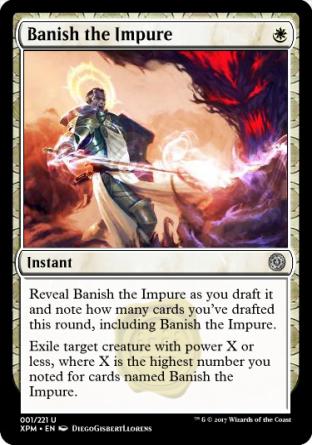 Banish the Impure
Instant
Reveal Banish the Impure as you draft it
and note how many cards you've drafted
this round, including Banish the Impure.
Exile target creature with power X or
less, where X is the highest number you
noted for cards named Banish the
Impure.
001/221 U
XPM • EN DiegoGisbertLlorens
™ & © 2017 Wizards of the Coast